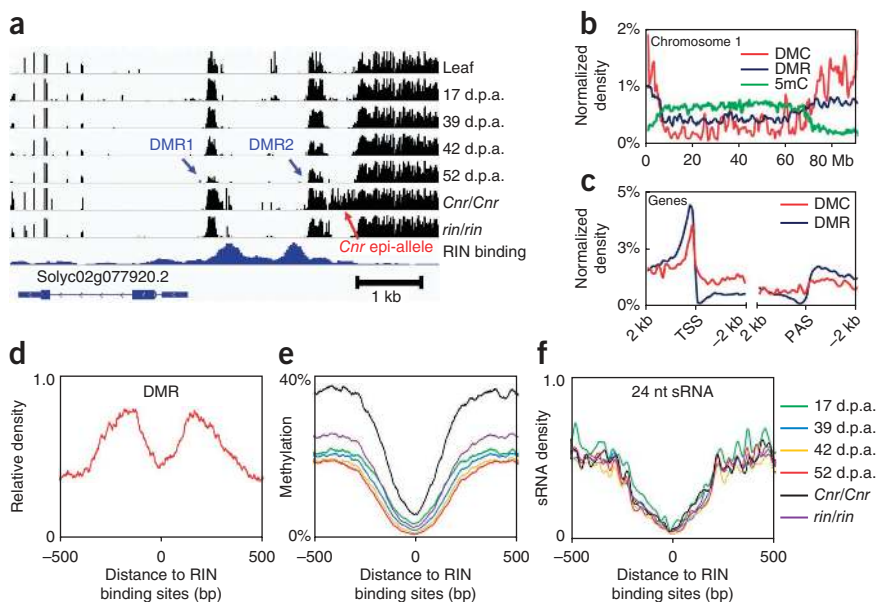 a
Leaf
17 d.p.a.
39 d.p.a.
42 d.p.a.
52 d.p.a.
Cnr/Cnr
rin/rin
RIN binding
DMR1
DMR2
Cnr epi-allele
Solyc02g077920.2
1 kb
b
Chromosome 1
DMC
DMR
5mC
Normalized
density
2%
1%
0%
0
20
40
60
80 Mb
c
Genes
DMC
DMR
Normalized
density
5%
3%
0%
2 kb
TSS
–2 kb
2 kb
PAS
–2 kb
d
DMR
Relative density
1.0
0
–500
0
500
Distance to RIN
binding sites (bp)
e
Methylation
40%
0%
–500
0
500
Distance to RIN
binding sites (bp)
f
24 nt sRNA
sRNA density
1.0
0
–500
0
500
Distance to RIN
binding sites (bp)
17 d.p.a.
39 d.p.a.
42 d.p.a.
52 d.p.a.
Cnr/Cnr
rin/rin